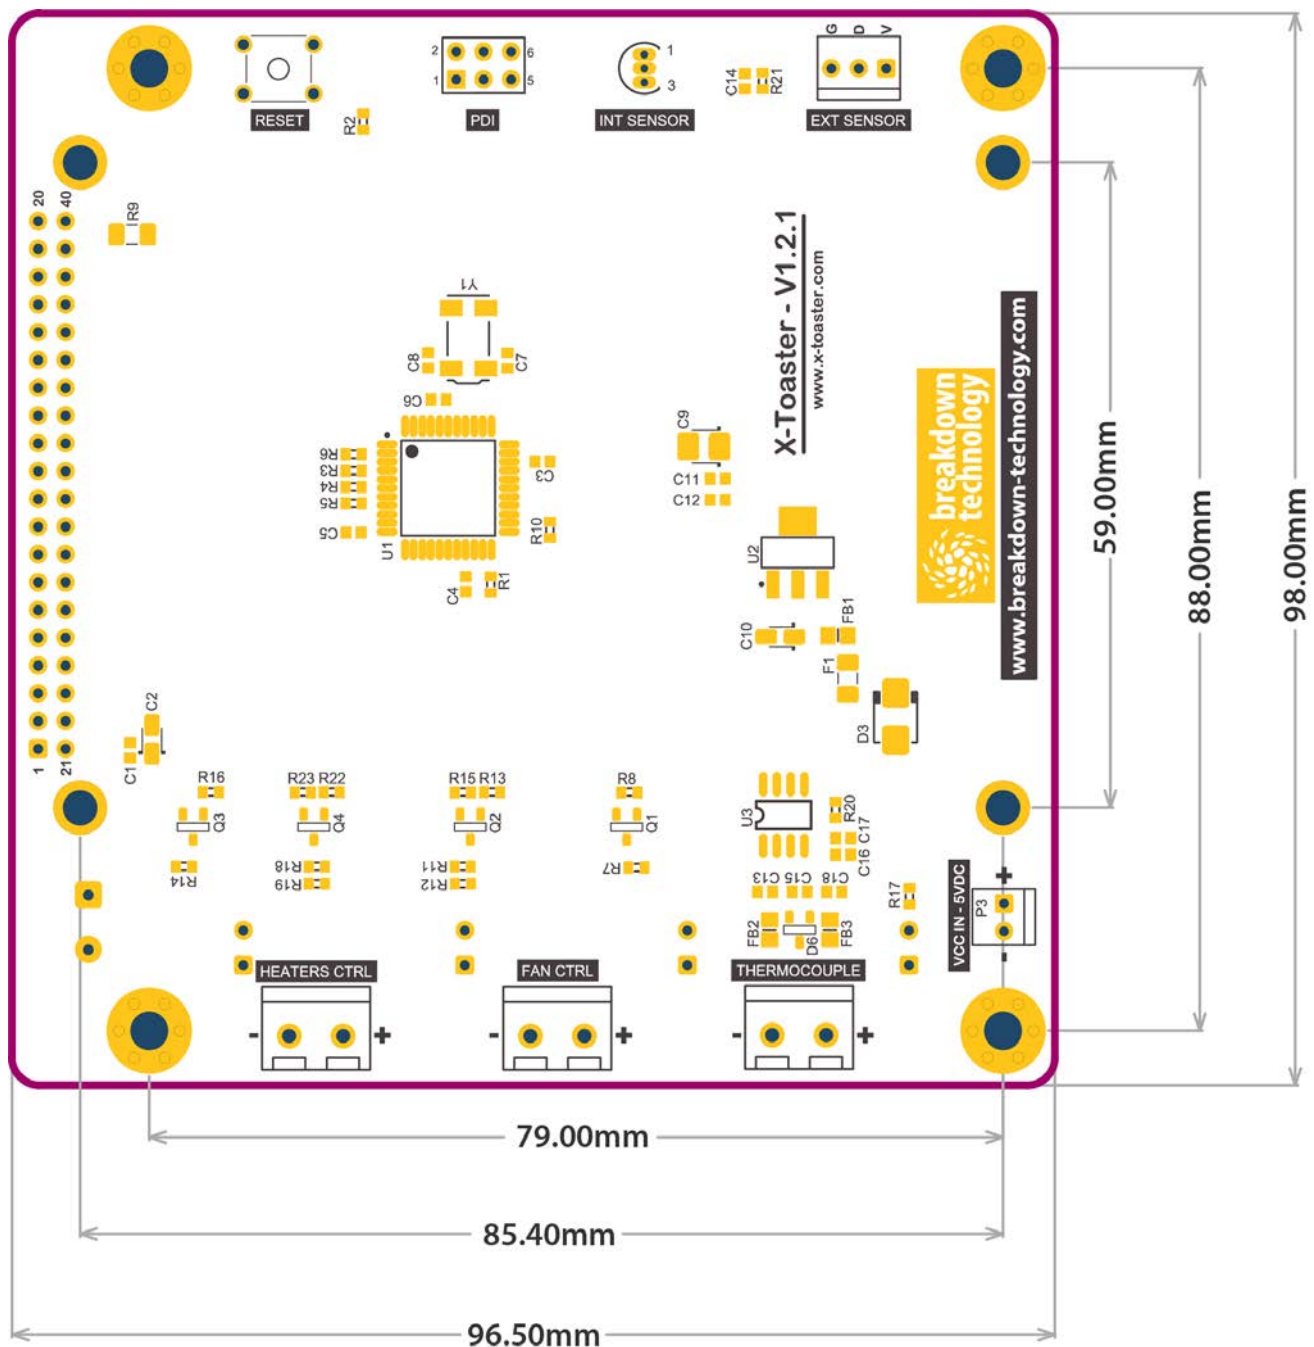 G D V
2 6
1 5
1
3
C14
R21
RESET
PDI
INT SENSOR
EXT SENSOR
R2
20
40
R9
Y1
C8
C7
C6
X-Toaster - V1.2.1
www.x-toaster.com
www.breakdown-technology.com
breakdown
technology
59.00mm
88.00mm
98.00mm
C9
C11
C12
R6
R3
R4
R5
C5
C3
R10
U1
C4
R1
U2
FB1
C10
F1
D3
C2
C1
1
21
R16
R23 R22
R15 R13
R8
Q3
Q4
Q2
Q1
U3
R20
C17
C16
R14
R18
R19
R11
R12
R7
C13
C15
C18
R17
FB2
D6
FB3
VCC IN - 5VDC
P3
+
-
HEATERS CTRL
FAN CTRL
THERMOCOUPLE
- +
- +
- +
79.00mm
85.40mm
96.50mm